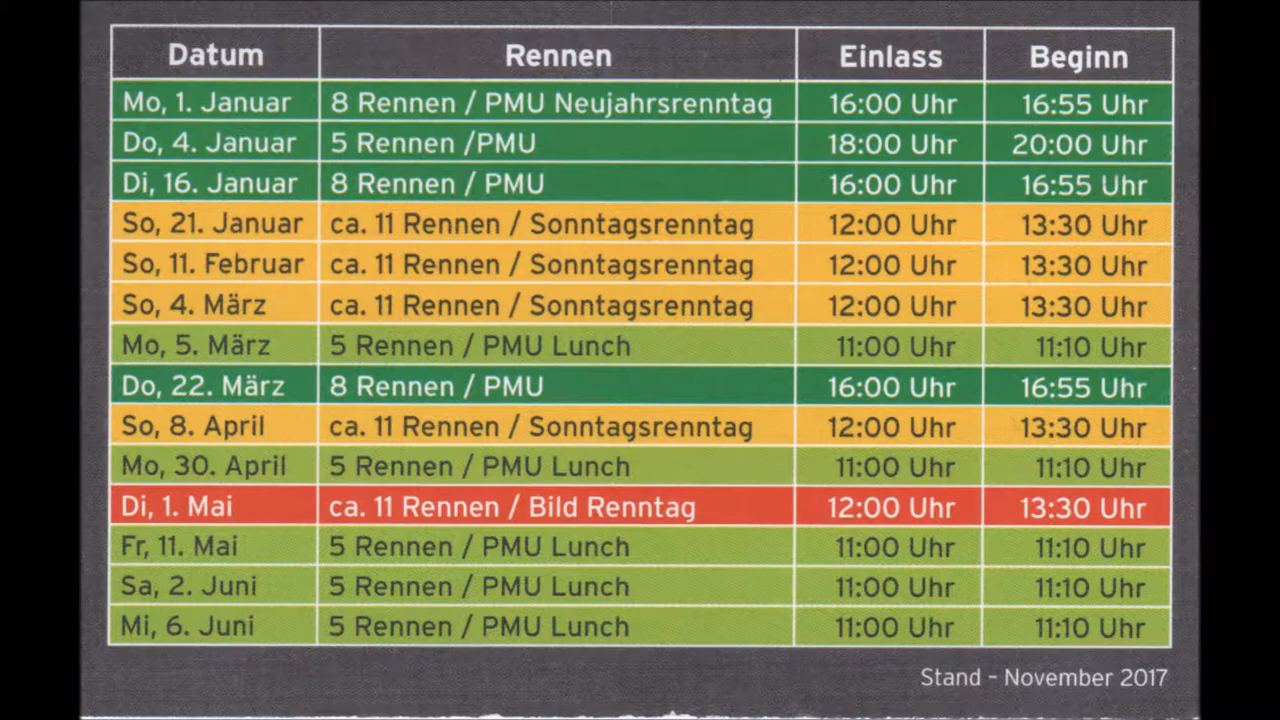 Datum Rennen Einlass Beginn
Mo, 1. Januar 8 Rennen / PMU Neujahrsrenntag 16:00 Uhr 16:55 Uhr
Do, 4. Januar 5 Rennen /PMU 18:00 Uhr 20:00 Uhr
Di, 16. Januar 8 Rennen / PMU 16:00 Uhr 16:55 Uhr
So, 21. Januar ca. 11 Rennen / Sonntagsrenntag 12:00 Uhr 13:30 Uhr
So, 11. Februar ca. 11 Rennen / Sonntagsrenntag 12:00 Uhr 13:30 Uhr
So, 4. März ca. 11 Rennen / Sonntagsrenntag 12:00 Uhr 13:30 Uhr
Mo, 5. März 5 Rennen / PMU Lunch 11:00 Uhr 11:10 Uhr
Do, 22. März 8 Rennen / PMU 16:00 Uhr 16:55 Uhr
So, 8. April ca. 11 Rennen / Sonntagsrenntag 12:00 Uhr 13:30 Uhr
Mo, 30. April 5 Rennen / PMU Lunch 11:00 Uhr 11:10 Uhr
Di, 1. Mai ca. 11 Rennen / Bild Renntag 12:00 Uhr 13:30 Uhr
Fr, 11. Mai 5 Rennen / PMU Lunch 11:00 Uhr 11:10 Uhr
Sa, 2. Juni 5 Rennen / PMU Lunch 11:00 Uhr 11:10 Uhr
Mi, 6. Juni 5 Rennen / PMU Lunch 11:00 Uhr 11:10 Uhr
Stand - November 2017